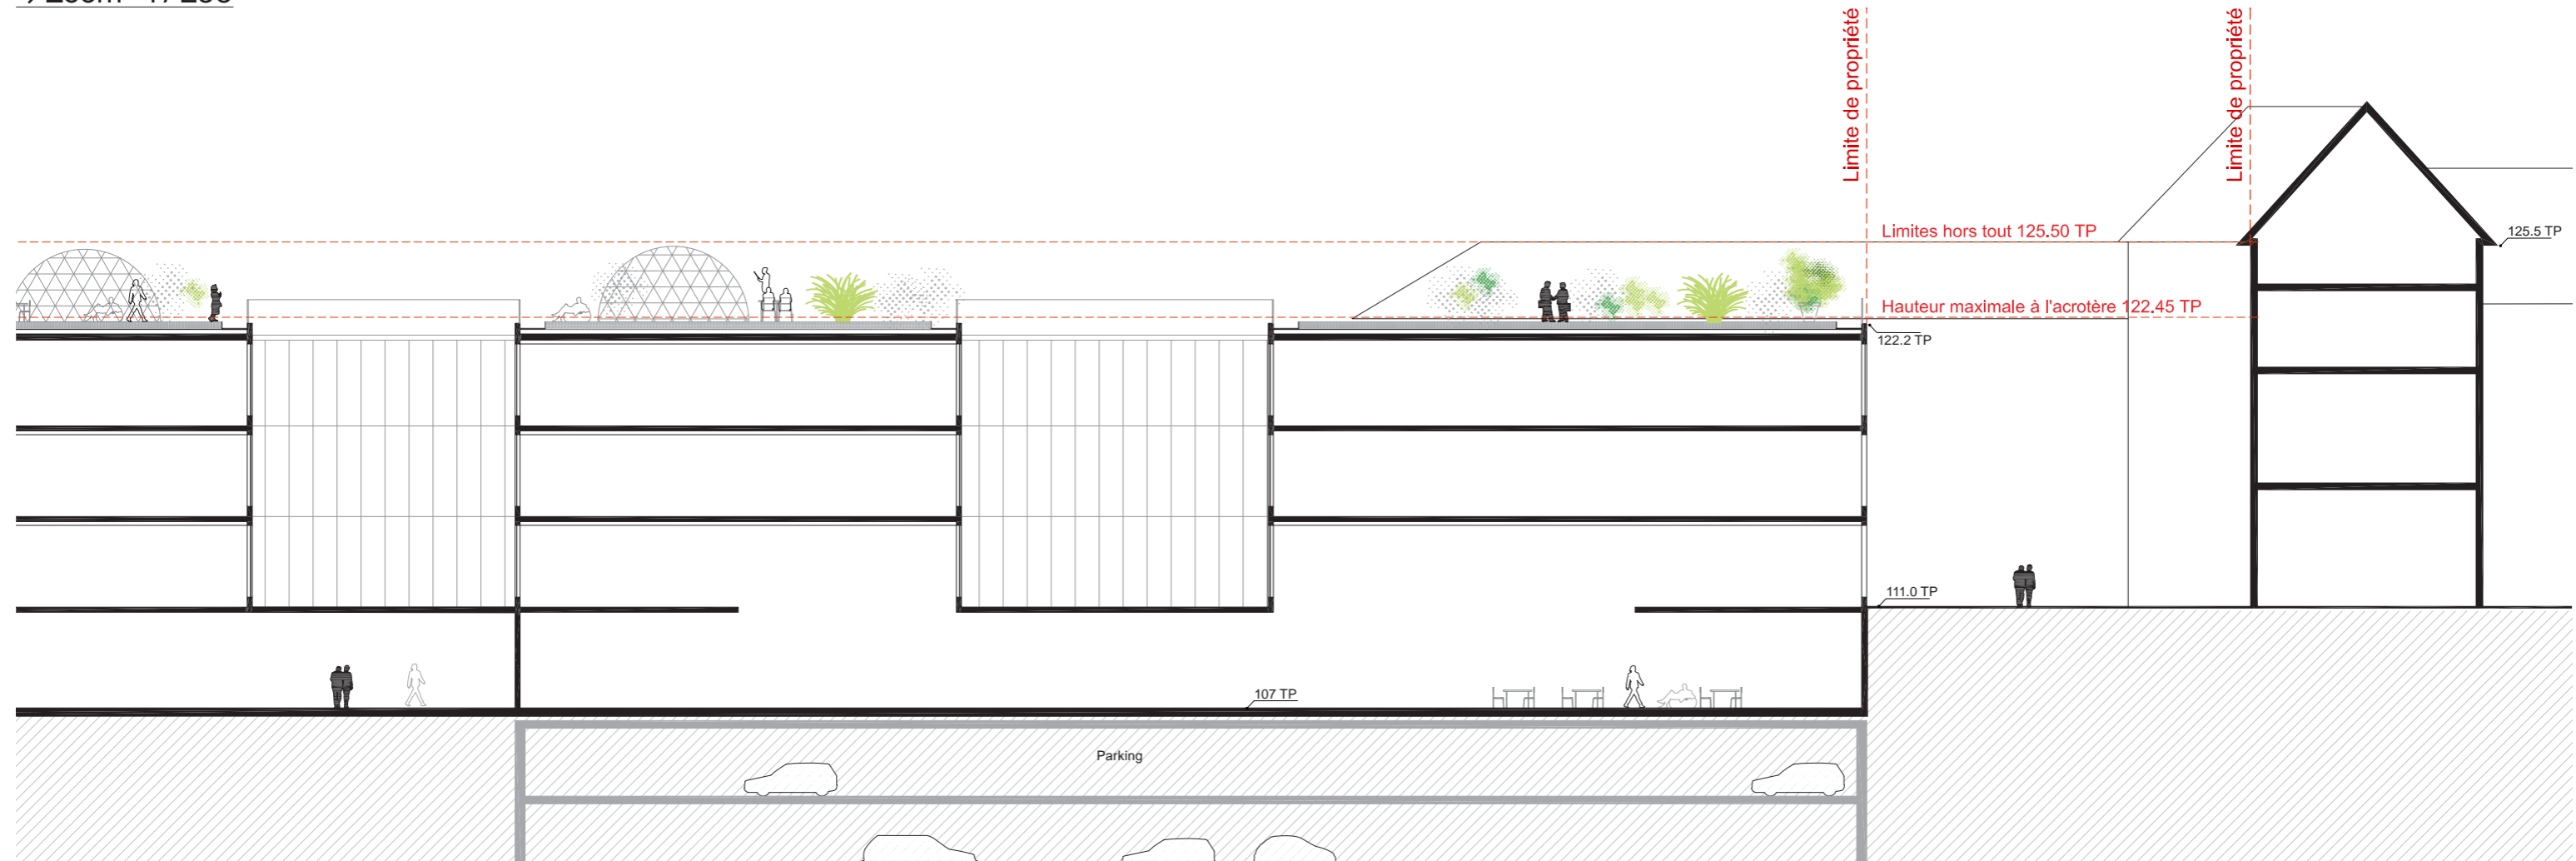 Limite de propriété
Limite de propriété
Limites hors tout 125.50 TP
125.5 TP
Hauteur maximale à l'acrotère 122.45 TP
122.2 TP
111.0 TP
107 TP
Parking